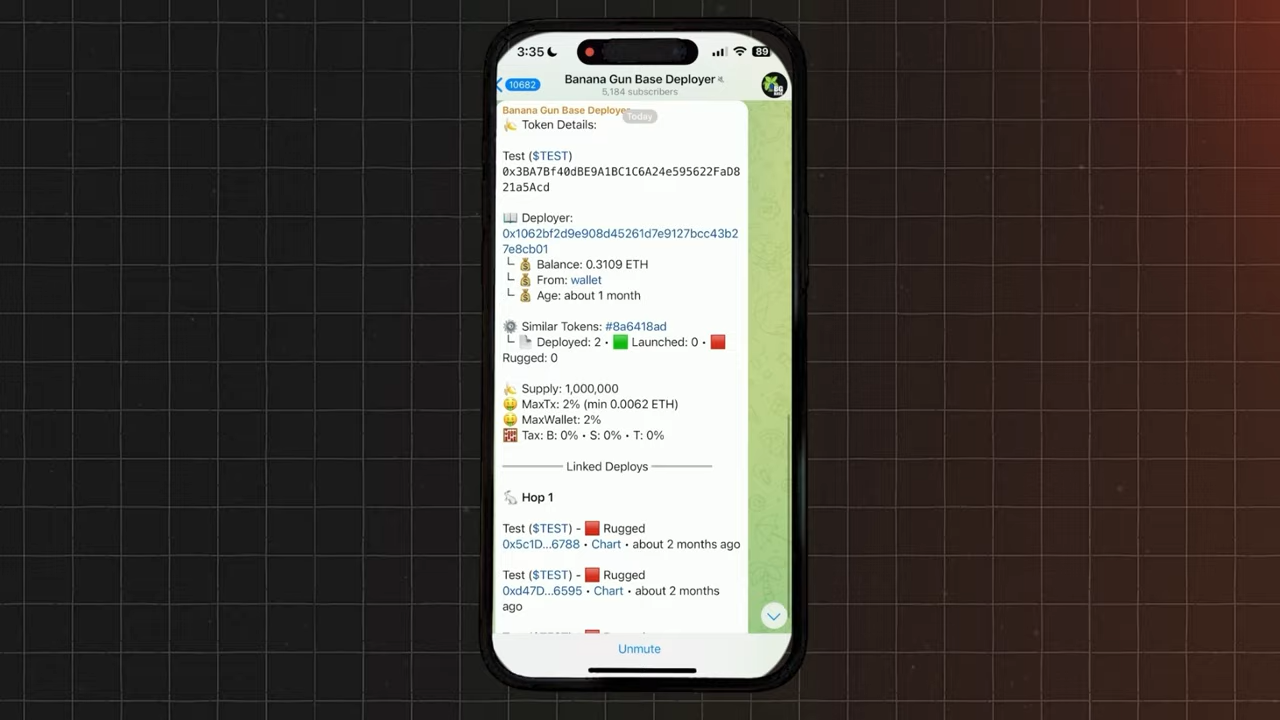 3:35
89
10682
Banana Gun Base Deployer
5,184 subscribers
Banana Gun Base Deployer
Today
Token Details:
Test ($TEST)
0x3BA7Bf40dBE9A1BC1C6A24e595622FaD8
21a5Acd
Deployer:
0x1062bf2d9e908d45261d7e9127bcc43b2
7e8cb01
Balance: 0.3109 ETH
From: wallet
Age: about 1 month
Similar Tokens: #8a6418ad
Deployed: 2 • Launched: 0 •
Rugged: 0
Supply: 1,000,000
MaxTx: 2% (min 0.0062 ETH)
MaxWallet: 2%
Tax: B: 0% • S: 0% • T: 0%
Linked Deploys
Hop 1
Test ($TEST) - Rugged
0x5c1D...6788 • Chart • about 2 months ago
Test ($TEST) - Rugged
0xd47D...6595 • Chart • about 2 months
ago
Unmute